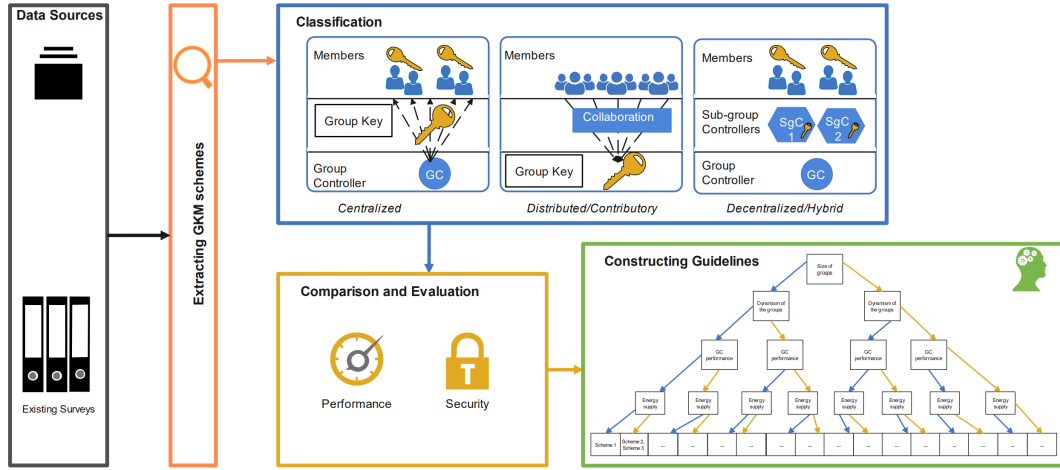 Data Sources
Existing Surveys
Extracting GKM schemes
Classification
Members
Group Key
Group
Controller
GC
Centralized
Members
Collaboration
Group Key
Distributed/Contributory
Members
Sub-group
Controllers
SgC
1
SgC
2
Group
Controller
GC
Decentralized/Hybrid
Comparison and Evaluation
Performance
T
Security
Constructing Guidelines
Size of
groups
Dynamism of
the groups
Dynamism of
the groups
GC
performance
GC
performance
GC
performance
GC
performance
Energy
supply
Energy
supply
Energy
supply
Energy
supply
Energy
supply
Energy
supply
Energy
supply
Scheme 1
Scheme 2,
Scheme 3
...
...
...
...
...
...
...
...
...
...
...